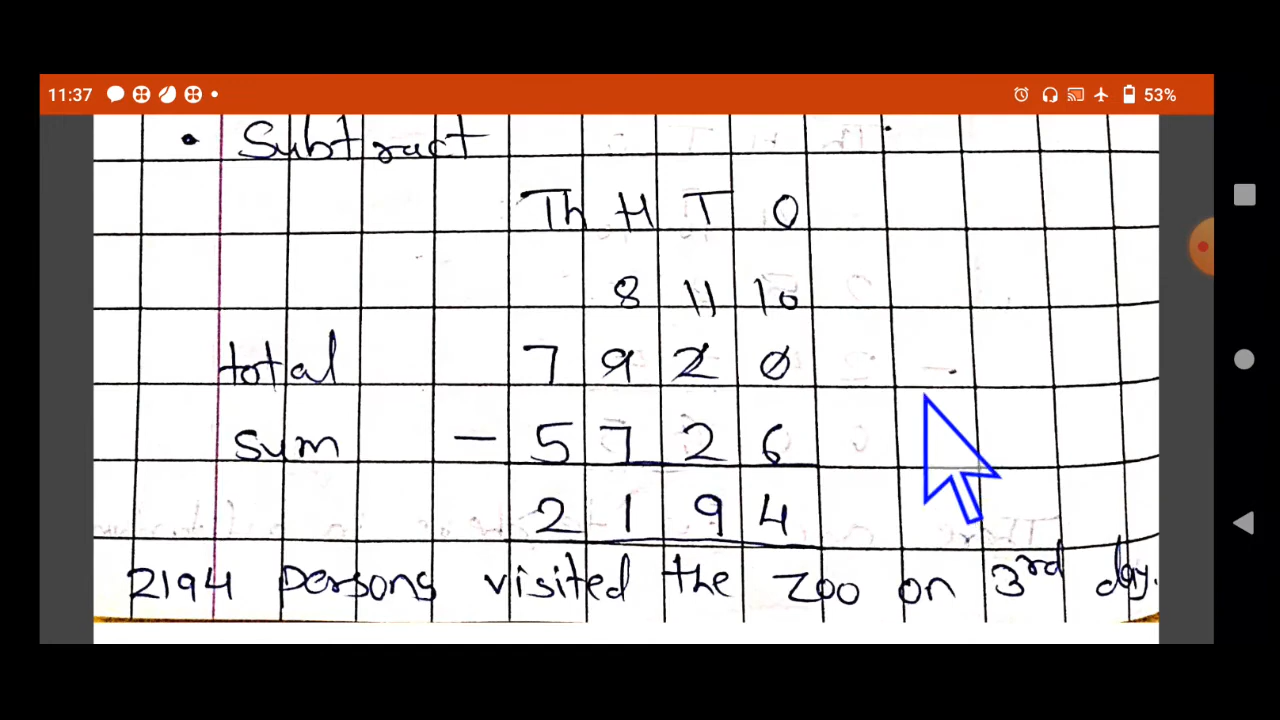 11:37 53%
• Subtract
Th H T O
8 11 10
total 7 9 2 0
sum - 5 7 2 6
2 1 9 4
2194 persons visited the zoo on 3rd day.